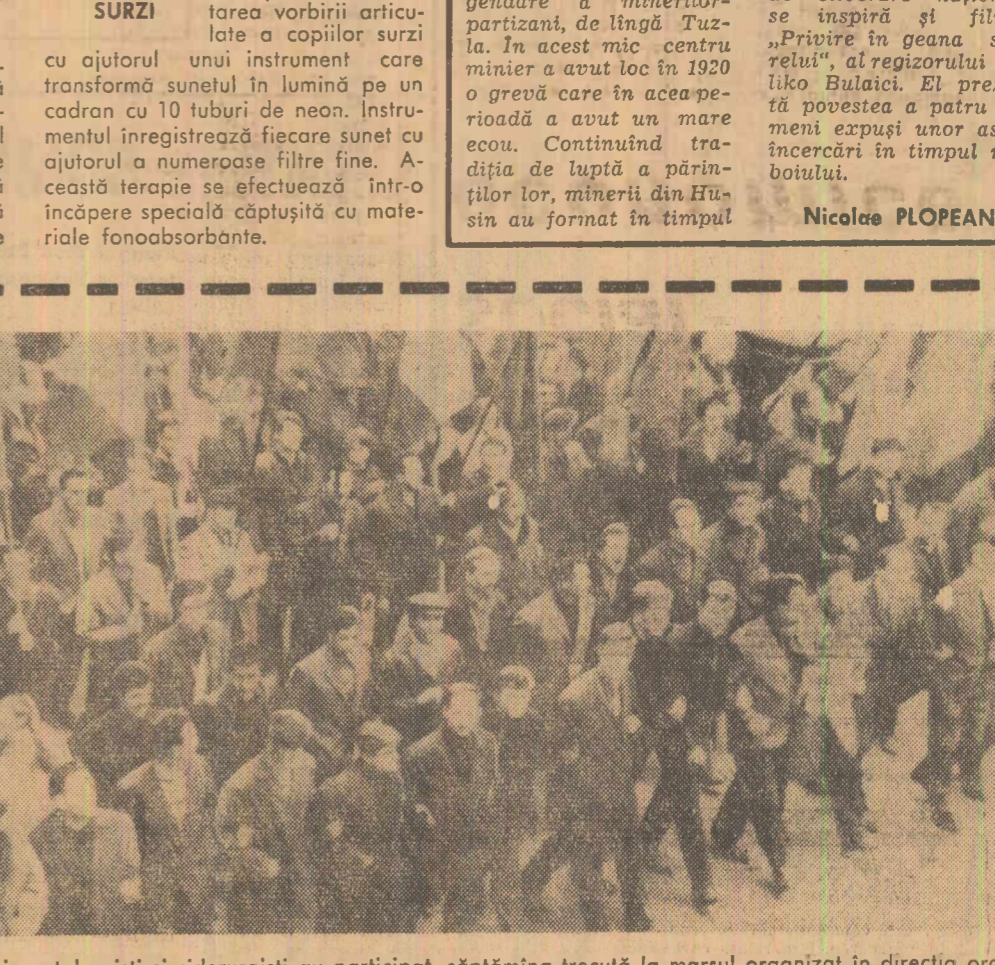 SURZI
tarea vorbirii articu-
late a copiilor surzi
cu ajutorul unui instrument care
transformă sunetul în lumină pe un
cadran cu 10 tuburi de neon. Instru-
mentul înregistrează fiecare sunet cu
ajutorul a numeroase filtre fine. A-
ceastă terapie se efectuează într-o
încăpere specială căptușită cu mate-
riale fonoabsorbante.
gendare a minerilor-
partizani, de lîngă Tuz-
la. În acest mic centru
minier a avut loc în 1920
o grevă care în acea pe-
rioadă a avut un mare
ecou. Continuînd tra-
diția de luptă a părin-
ților lor, minerii din Hu-
sin au format în timpul
se inspiră și fil
„Privire în geana s
relui“, al regizorului
liko Bulaici. El pre
tă povestea a patru
meni expuși unor as
încercări în timpul r
boiului.
Nicolae PLOPEAN
au participat, săptămîna trecută la marșul organizat în direcția